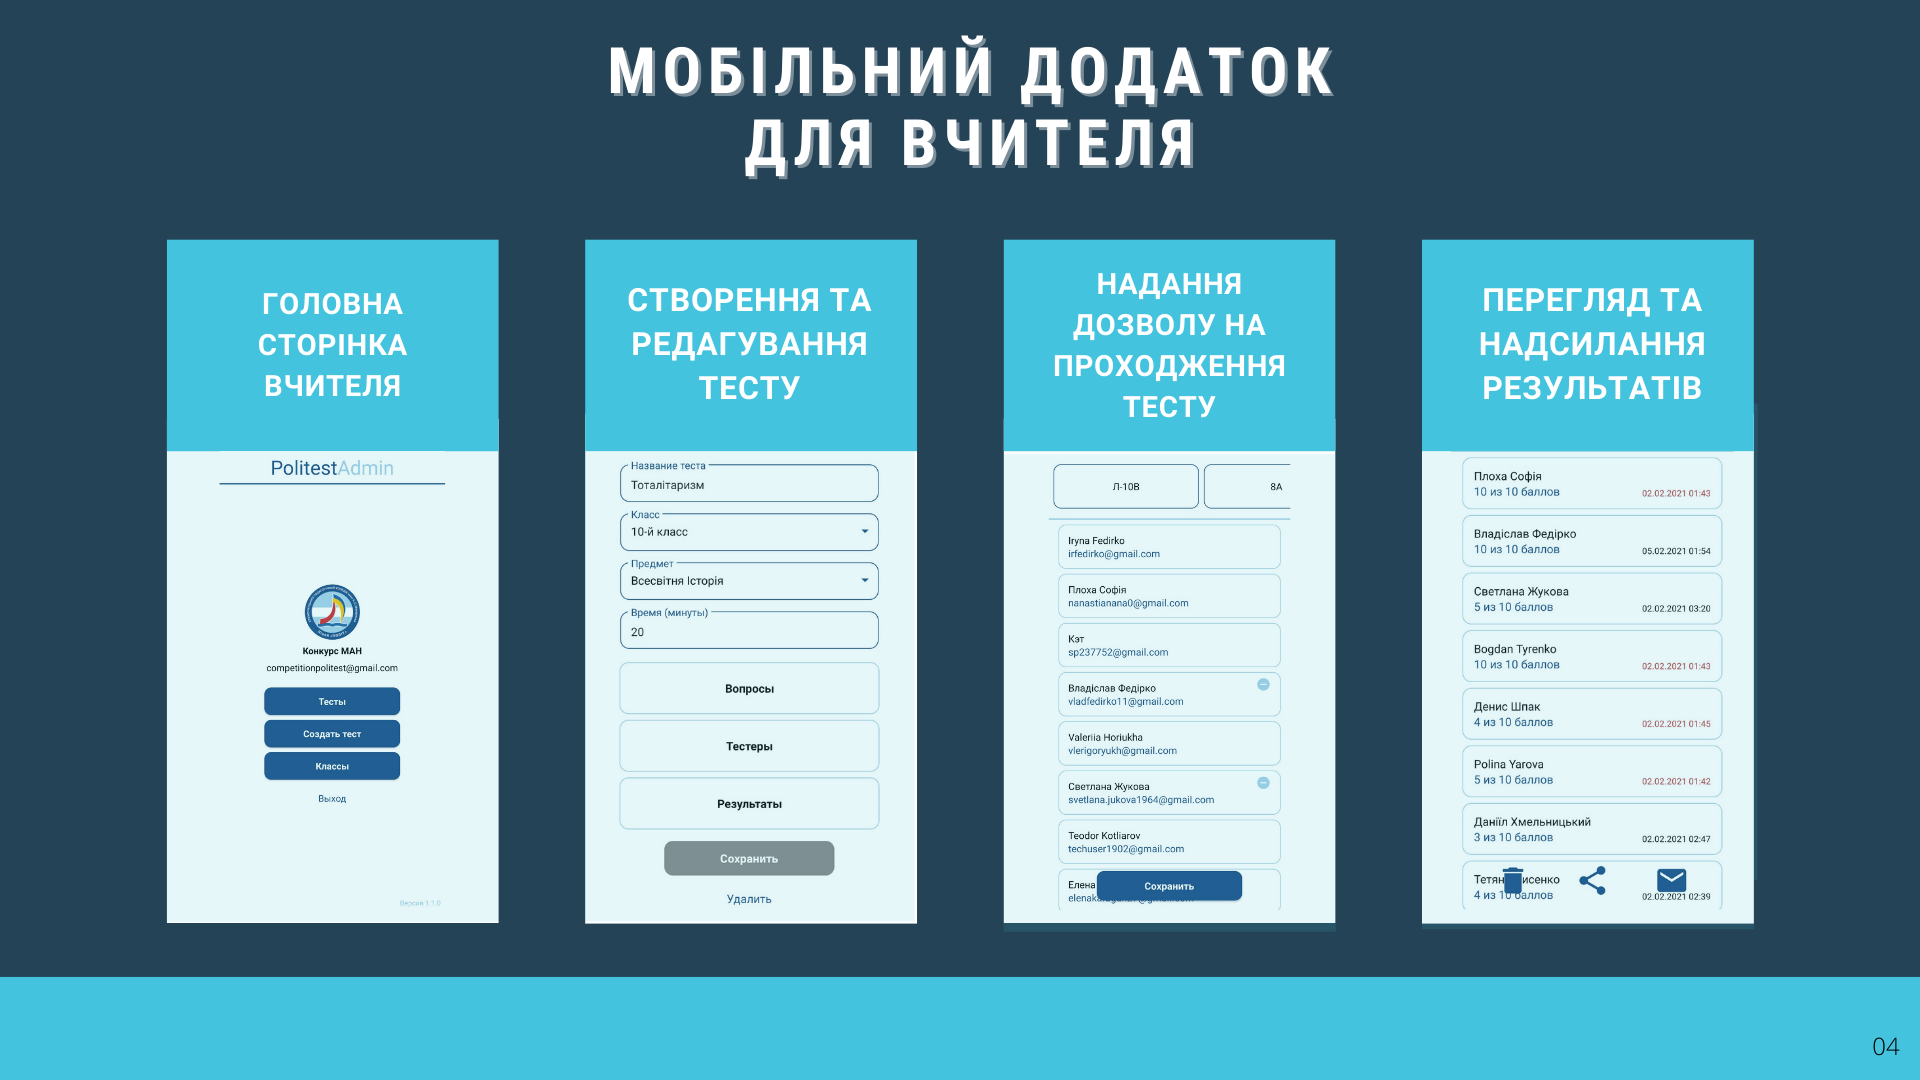 МОБІЛЬНИЙ ДОДАТОК
ДЛЯ ВЧИТЕЛЯ
ГОЛОВНА
СТОРІНКА
ВЧИТЕЛЯ
PolitestAdmin
Конкурс МАН
competitionpolitest@gmail.com
Тесты
Создать тест
Классы
Выход
Версия 1.1.0
СТВОРЕННЯ ТА
РЕДАГУВАННЯ
ТЕСТУ
Название теста
Тоталітаризм
Класс
10-й класс
Предмет
Всесвітня Історія
Время (минуты)
20
Вопросы
Тестеры
Результаты
Сохранить
Удалить
НАДАННЯ
ДОЗВОЛУ НА
ПРОХОДЖЕННЯ
ТЕСТУ
Л-10В
8А
Iryna Fedirko
irfedirko@gmail.com
Плоха Софія
nanastianana0@gmail.com
Кэт
sp237752@gmail.com
Владіслав Федірко
vladfedirko11@gmail.com
Valeriia Horiukha
vlerigoryukh@gmail.com
Светлана Жукова
svetlana.jukova1964@gmail.com
Teodor Kotliarov
techuser1902@gmail.com
Елена
Сохранить
ПЕРЕГЛЯД ТА
НАДСИЛАННЯ
РЕЗУЛЬТАТІВ
Плоха Софія
10 из 10 баллов 02.02.2021 01:43
Владіслав Федірко
10 из 10 баллов 05.02.2021 01:54
Светлана Жукова
5 из 10 баллов 02.02.2021 03:20
Bogdan Tyrenko
10 из 10 баллов 02.02.2021 01:43
Денис Шпак
4 из 10 баллов 02.02.2021 01:45
Polina Yarova
5 из 10 баллов 02.02.2021 01:42
Даніїл Хмельницький
3 из 10 баллов 02.02.2021 02:47
4 из 10 баллов 02.02.2021 02:39
04